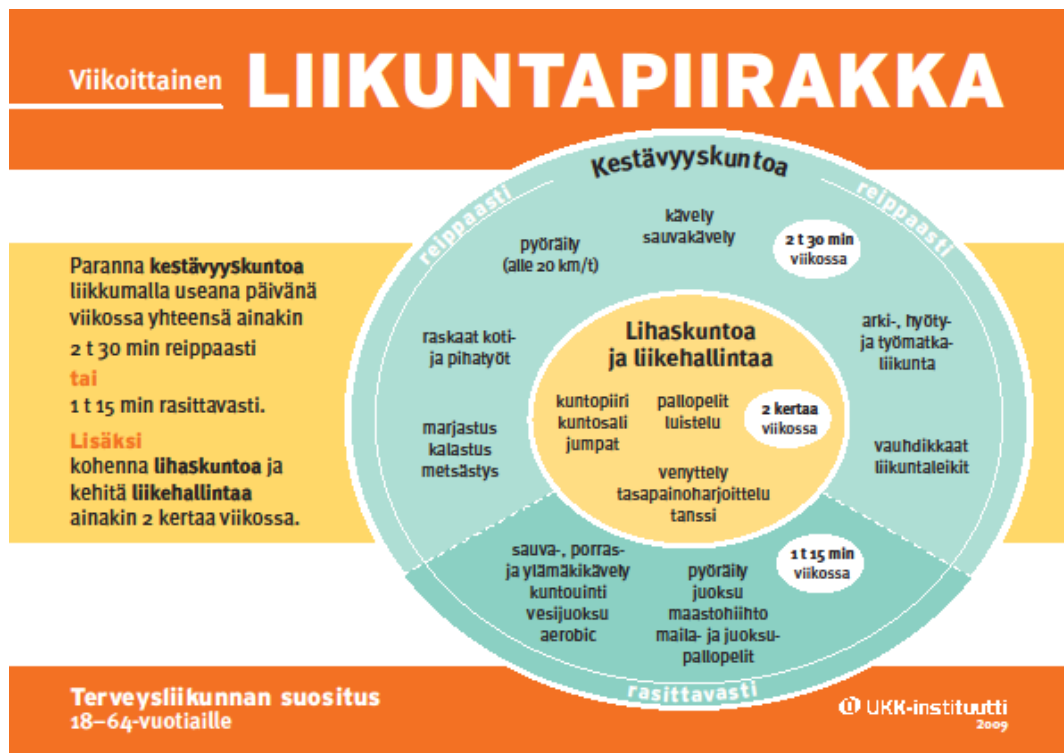 Viikoittainen LIIKUNTAPIIRAKKA
Kestävyyskuntoa
reippaasti
reippaasti
kävely
sauvakävely
2 t 30 min
viikossa
pyöräily
(alle 20 km/t)
Paranna kestävyyskuntoa
liikkumalla useana päivänä
viikossa yhteensä ainakin
2 t 30 min reippaasti
tai
1 t 15 min rasittavasti.
Lisäksi
kohenna lihaskuntoa ja
kehitä liikehallintaa
ainakin 2 kertaa viikossa.
raskaat koti-
ja pihatyöt
marjastus
kalastus
metsästys
Lihaskuntoa
ja liikehallintaa
kuntopiiri
kuntosali
jumpat
pallopelit
luistelu
2 kertaa
viikossa
venyttely
tasapainoharjoittelu
tanssi
arki-, hyöty-
ja työmatka-
liikunta
vauhdikkaat
liikuntaleikit
sauva-, porras-
ja ylämäkikävely
kuntouinti
vesijuoksu
aerobic
pyöräily
juoksu
maastohiihto
maila- ja juoksu-
pallopelit
1 t 15 min
viikossa
rasittavasti
Terveysliikunnan suositus
18–64-vuotiaille
UKK-instituutti
2009